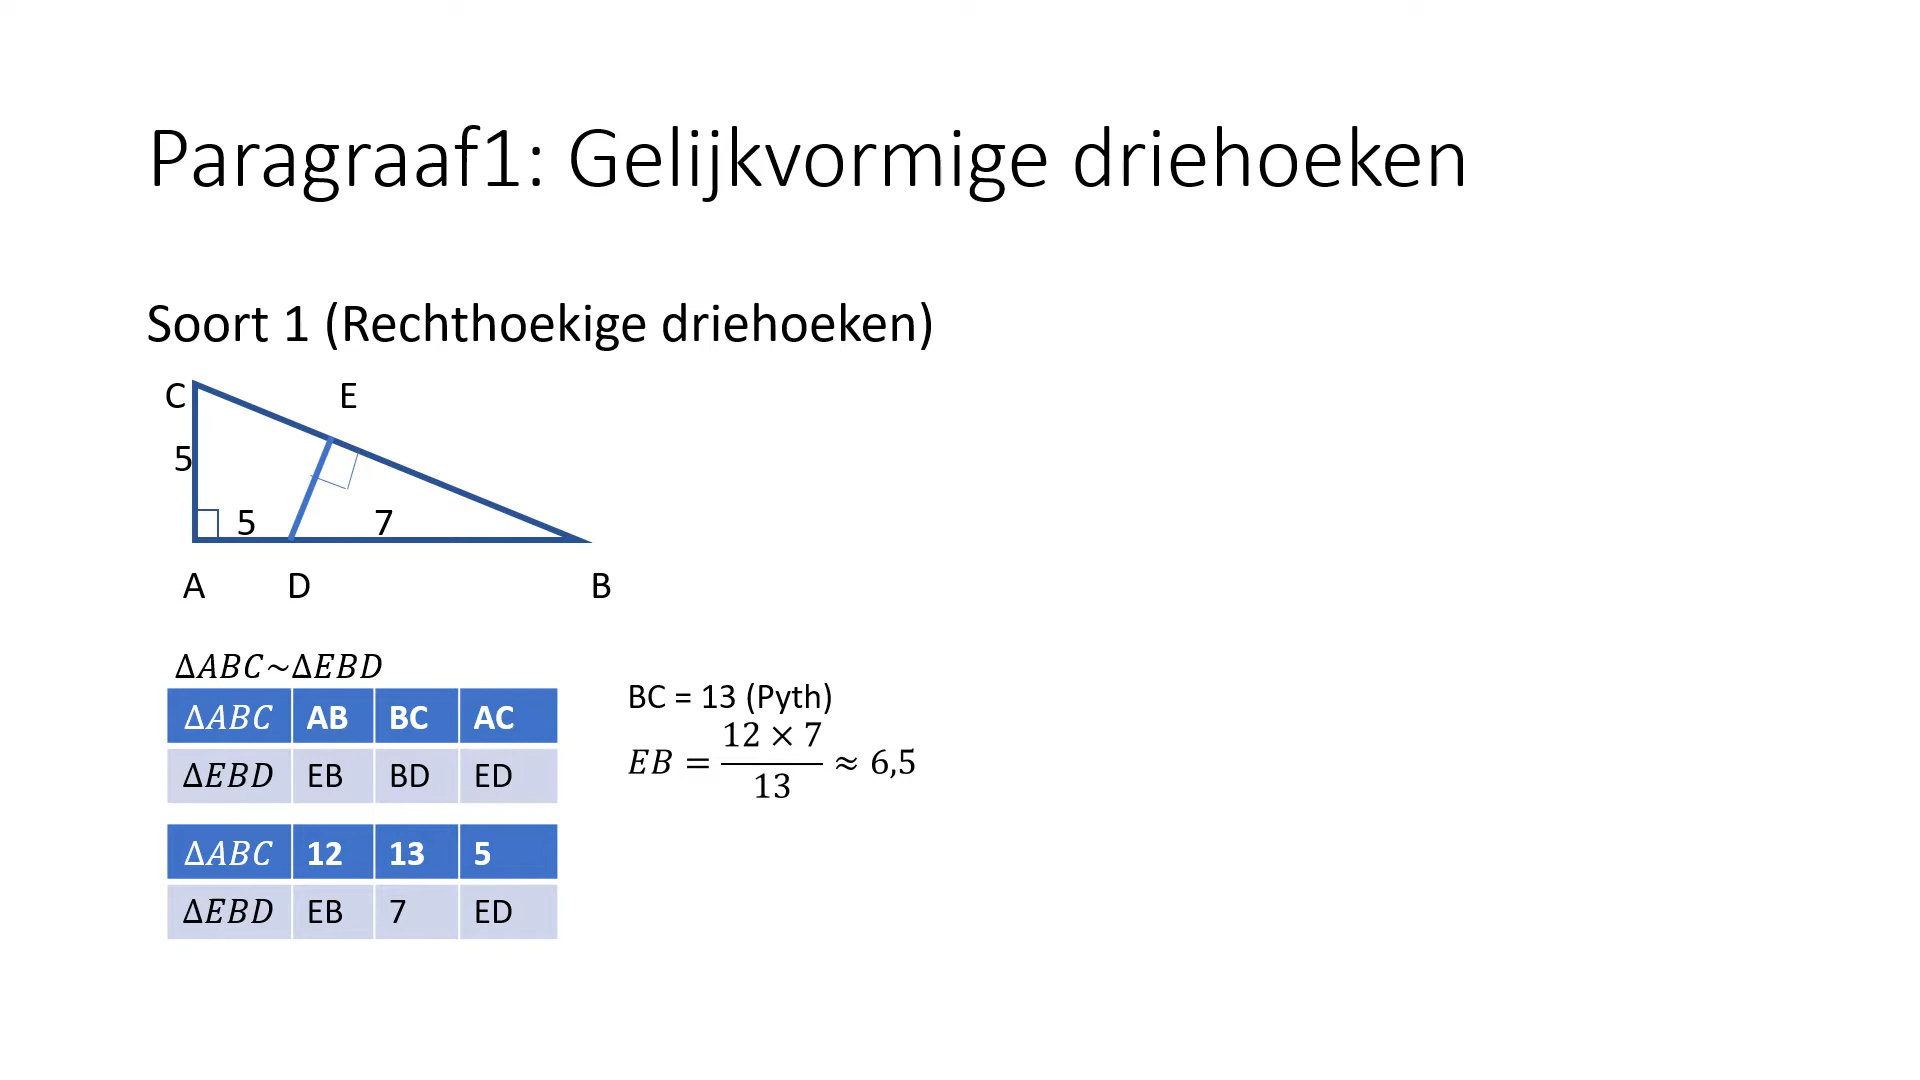 Paragraaf1: Gelijkvormige driehoeken
Soort 1 (Rechthoekige driehoeken)
C E
5
5 7
A D B
ΔABC~ΔEBD
ΔABC AB BC AC
ΔEBD EB BD ED
ΔABC 12 13 5
ΔEBD EB 7 ED
BC = 13 (Pyth)
EB = 12 × 7 / 13 ≈ 6,5